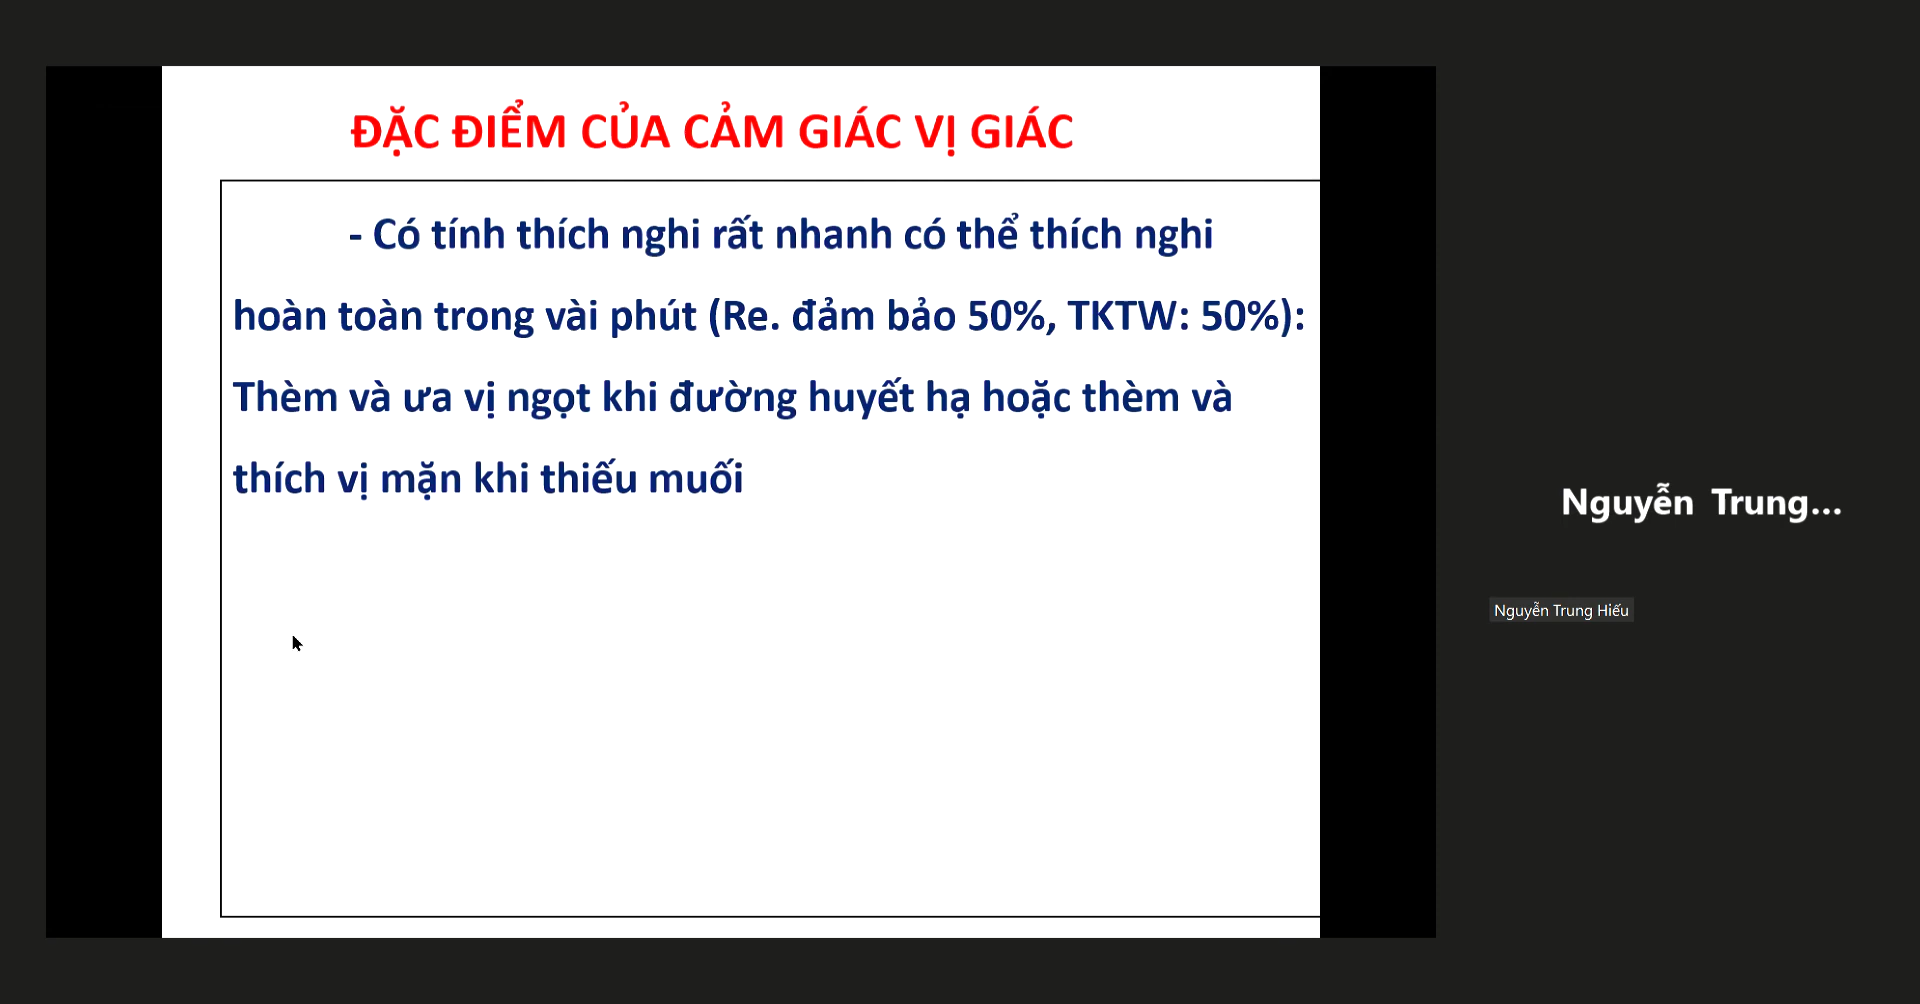 ĐẶC ĐIỂM CỦA CẢM GIÁC VỊ GIÁC
- Có tính thích nghi rất nhanh có thể thích nghi
hoàn toàn trong vài phút (Re. đảm bảo 50%, TKTW: 50%):
Thèm và ưa vị ngọt khi đường huyết hạ hoặc thèm và
thích vị mặn khi thiếu muối
Nguyễn Trung...
Nguyễn Trung Hiếu